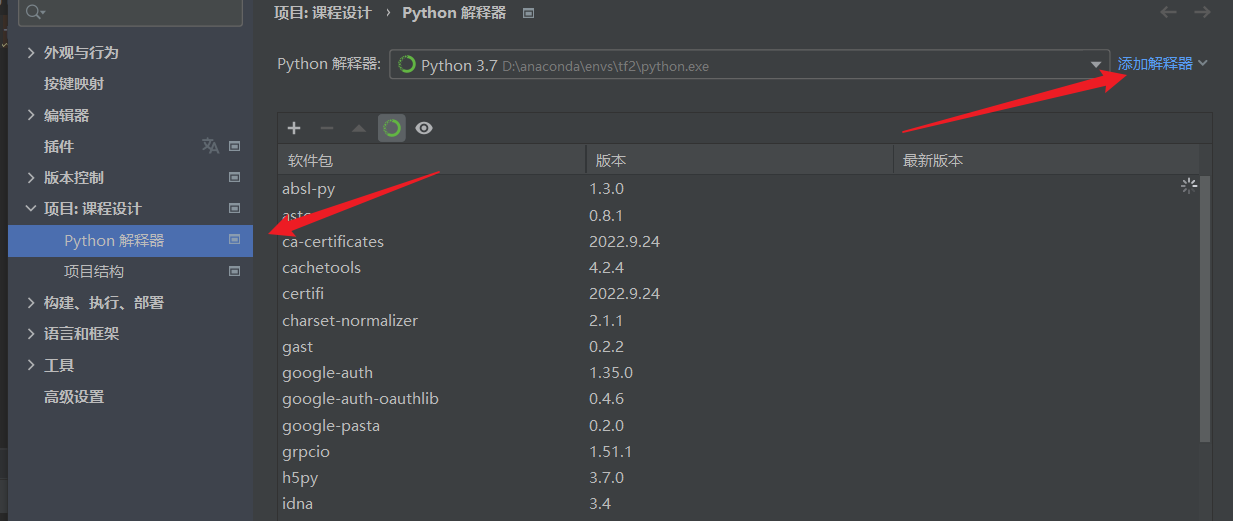 项目: 课程设计 › Python 解释器
外观与行为
按键映射
编辑器
插件
版本控制
项目: 课程设计
Python 解释器
项目结构
构建、执行、部署
语言和框架
工具
高级设置
Python 解释器: Python 3.7 D:\anaconda\envs\tf2\python.exe 添加解释器
软件包 版本 最新版本
absl-py 1.3.0
0.8.1
ca-certificates 2022.9.24
cachetools 4.2.4
certifi 2022.9.24
charset-normalizer 2.1.1
gast 0.2.2
google-auth 1.35.0
google-auth-oauthlib 0.4.6
google-pasta 0.2.0
grpcio 1.51.1
h5py 3.7.0
idna 3.4